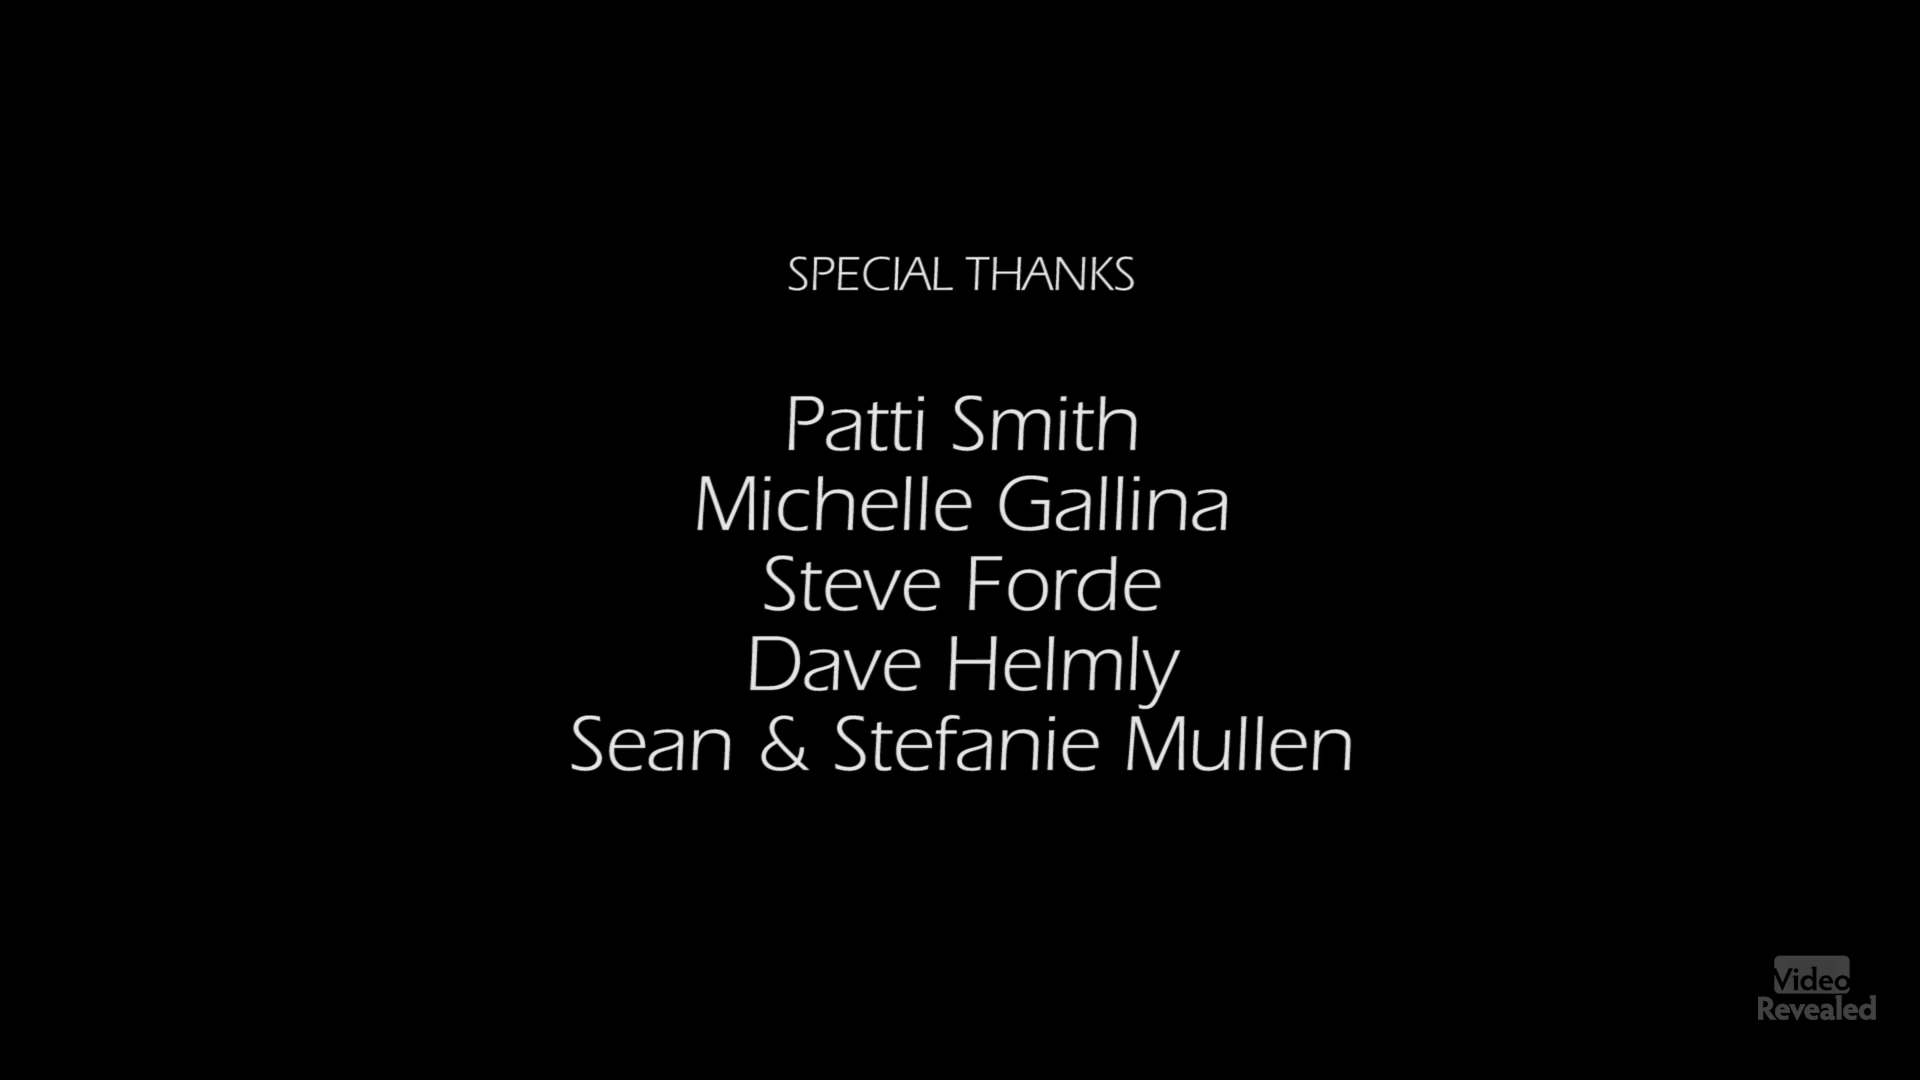 SPECIAL THANKS
Patti Smith
Michelle Gallina
Steve Forde
Dave Helmly
Sean & Stefanie Mullen
Video
Revealed